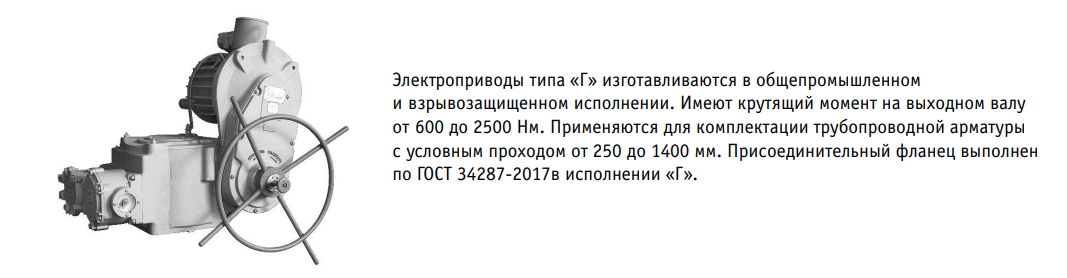 Электроприводы типа «Г» изготавливаются в общепромышленном
и взрывозащищенном исполнении. Имеют крутящий момент на выходном валу
от 600 до 2500 Нм. Применяются для комплектации трубопроводной арматуры
с условным проходом от 250 до 1400 мм. Присоединительный фланец выполнен
по ГОСТ 34287-2017в исполнении «Г».